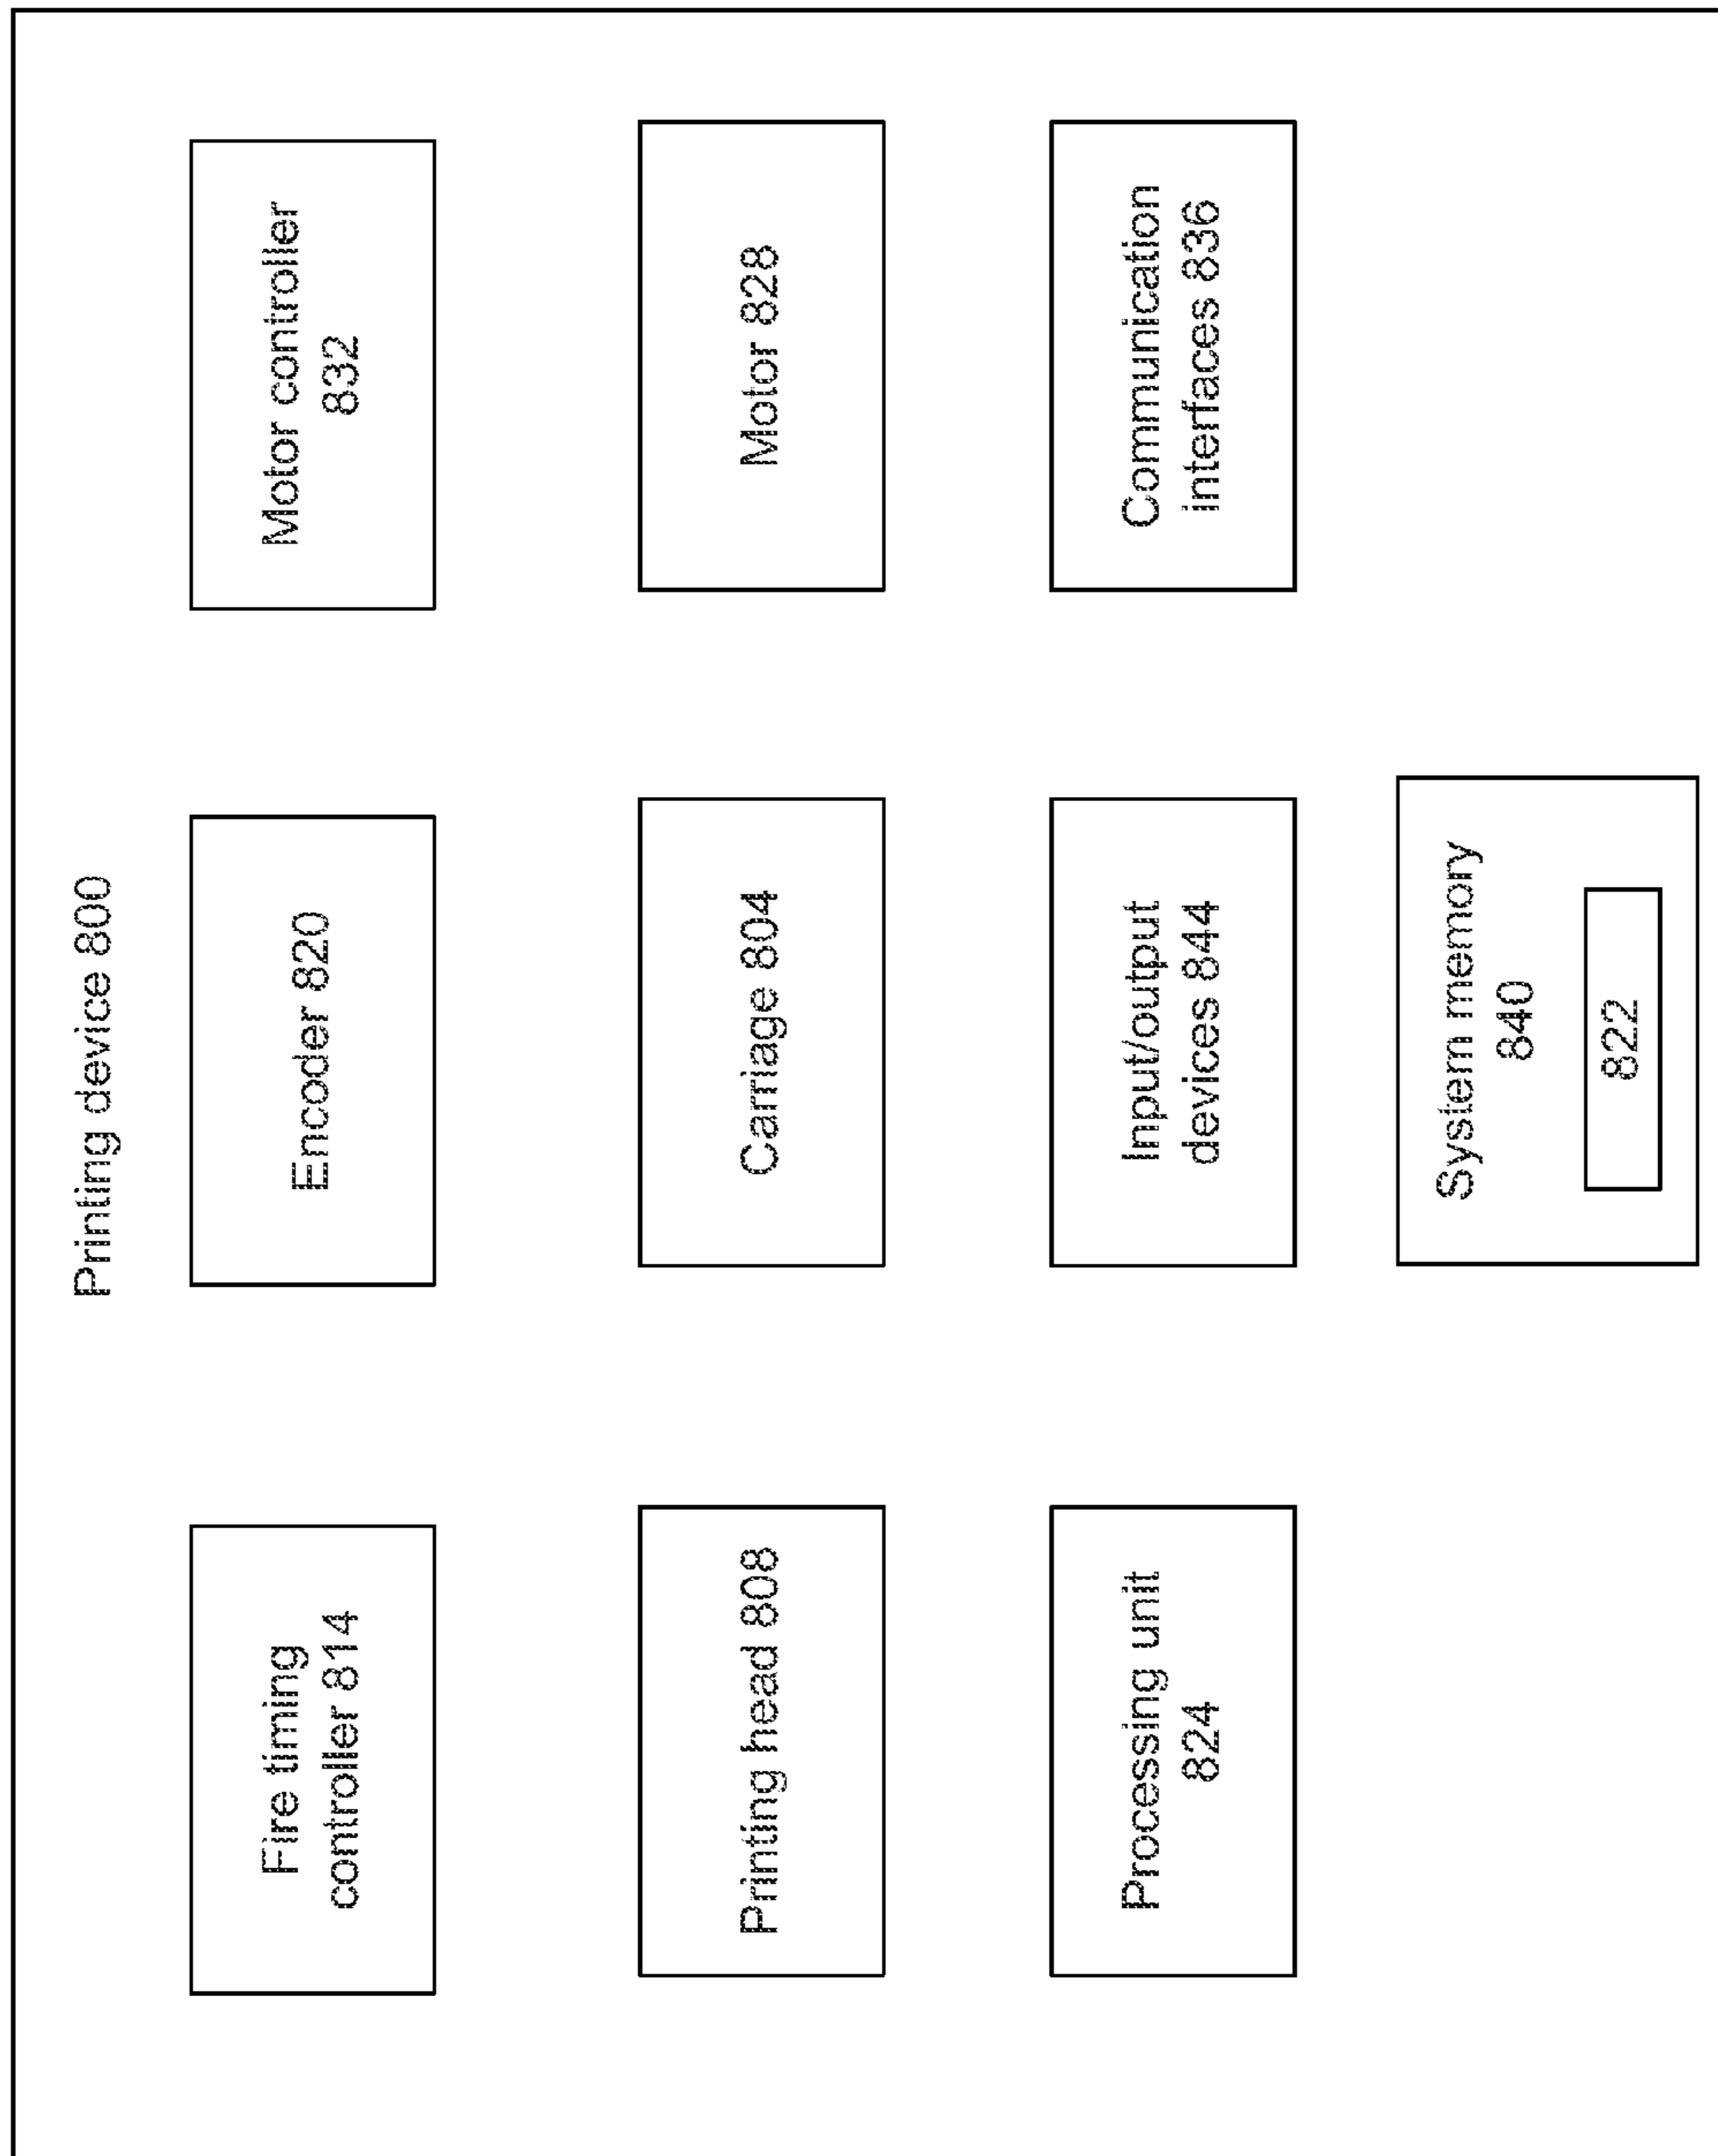 Printing device 800
Fire timing
controller 814
Encoder 820
Motor controller
832
Printing head 808
Carriage 804
Motor 828
Processing unit
824
Input/output
devices 844
Communication
interfaces 836
System memory
840
822